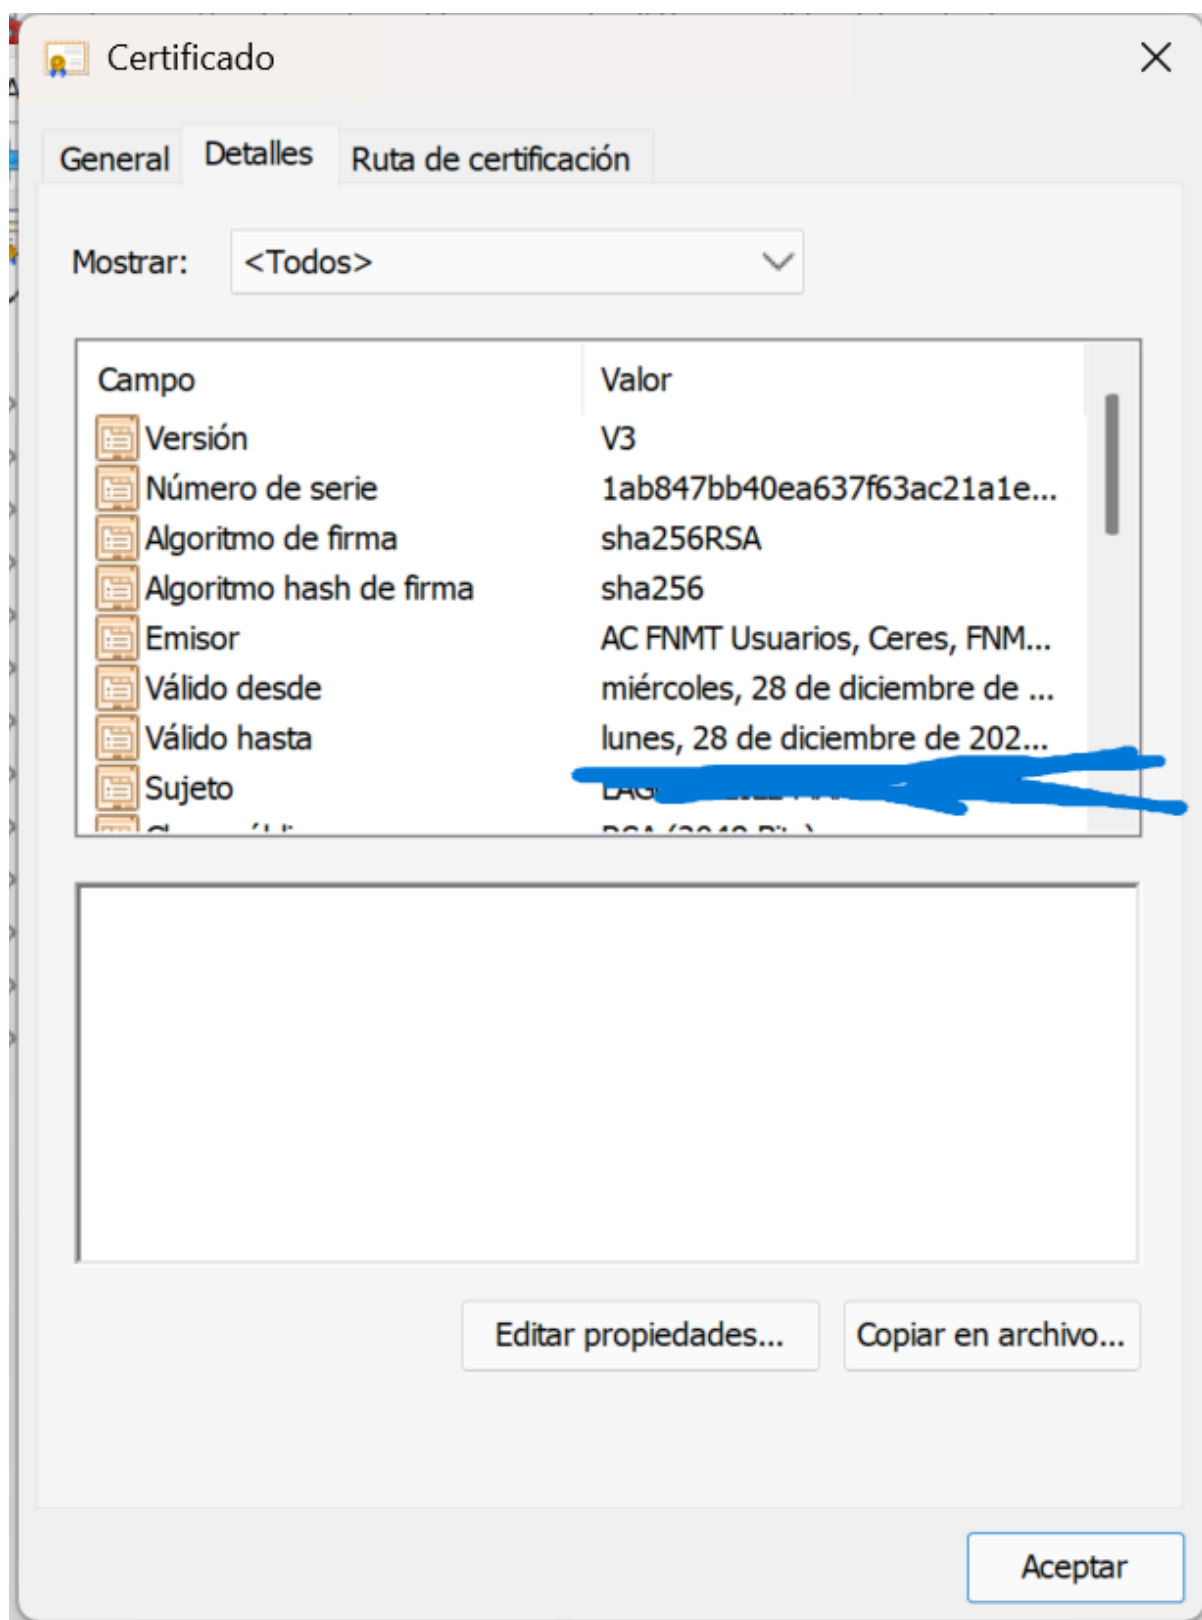 Certificado
General Detalles Ruta de certificación
Mostrar: <Todos>
Campo Valor
Versión V3
Número de serie 1ab847bb40ea637f63ac21a1e...
Algoritmo de firma sha256RSA
Algoritmo hash de firma sha256
Emisor AC FNMT Usuarios, Ceres, FNM...
Válido desde miércoles, 28 de diciembre de ...
Válido hasta lunes, 28 de diciembre de 202...
Sujeto
Editar propiedades... Copiar en archivo...
Aceptar